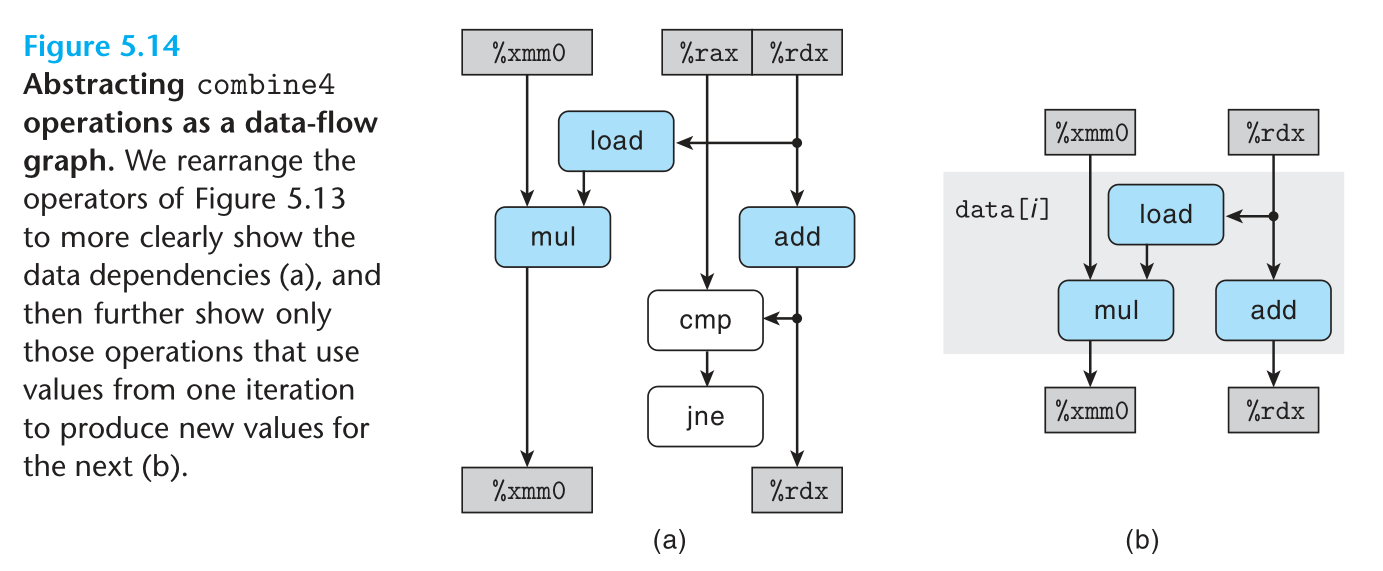 Figure 5.14
Abstracting combine4
operations as a data-flow
graph. We rearrange the
operators of Figure 5.13
to more clearly show the
data dependencies (a), and
then further show only
those operations that use
values from one iteration
to produce new values for
the next (b).
%xmm0 %rax %rdx
load
mul add
cmp
jne
%xmm0 %rdx
(a)
%xmm0 %rdx
data[i] load
mul add
%xmm0 %rdx
(b)